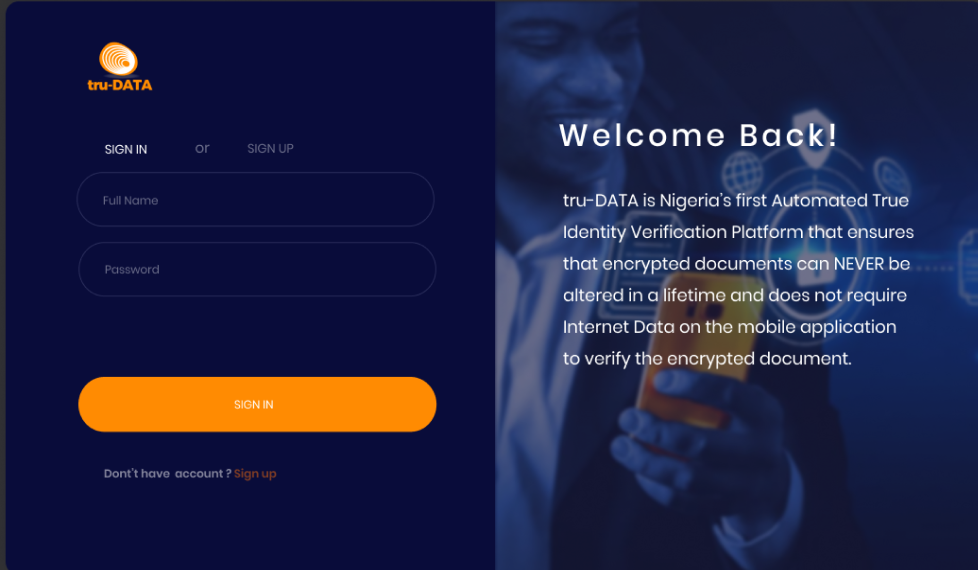 tru-DATA
SIGN IN or SIGN UP
Full Name
Password
SIGN IN
Dont't have account ? Sign up
Welcome Back!
tru-DATA is Nigeria's first Automated True
Identity Verification Platform that ensures
that encrypted documents can NEVER be
altered in a lifetime and does not require
Internet Data on the mobile application
to verify the encrypted document.